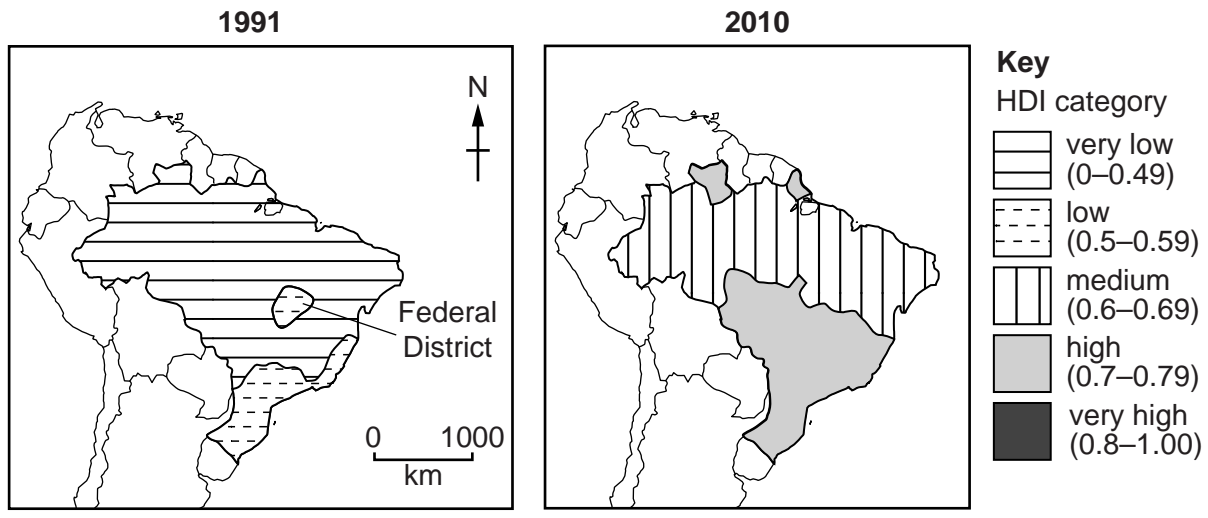 1991
N
Federal
District
0 1000
km
2010
Key
HDI category
very low
(0–0.49)
low
(0.5–0.59)
medium
(0.6–0.69)
high
(0.7–0.79)
very high
(0.8–1.00)